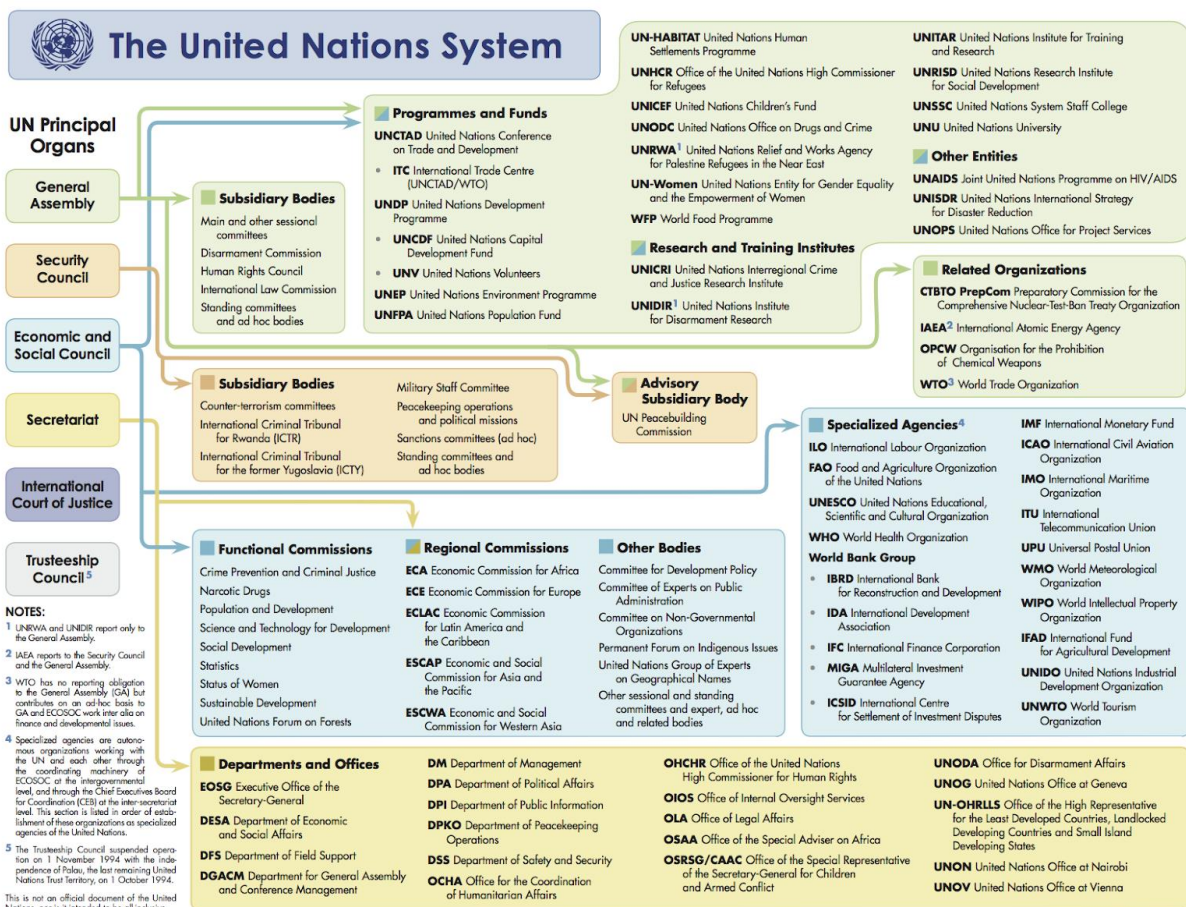 The United Nations System
UN Principal
Organs
General
Assembly
Security
Council
Economic and
Social Council
Secretariat
International
Court of Justice
Trusteeship
Council 5
NOTES:
1 UNRWA and UNIDIR report only to
the General Assembly.
2 IAEA reports to the Security Council
and the General Assembly.
3 WTO has no reporting obligation
to the General Assembly (GA) but
contributes on an ad-hoc basis to
GA and ECOSOC work inter alia on
finance and developmental issues.
4 Specialized agencies are autono-
mous organizations working with
the UN and each other through
the coordinating machinery of
ECOSOC at the intergovernmental
level, and through the Chief Executives Board
for Coordination (CEB) at the inter-secretariat
level. This section is listed in order of estab-
lishment of these organizations as specialized
agencies of the United Nations.
5 The Trusteeship Council suspended opera-
tion on 1 November 1994 with the inde-
pendence of Palau, the last remaining United
Nations Trust Territory, on 1 October 1994.
This is not an official document of the United
Subsidiary Bodies
Main and other sessional
committees
Disarmament Commission
Human Rights Council
International Law Commission
Standing committees
and ad hoc bodies
Programmes and Funds
UNCTAD United Nations Conference
on Trade and Development
• ITC International Trade Centre
(UNCTAD/WTO)
UNDP United Nations Development
Programme
• UNCDF United Nations Capital
Development Fund
• UNV United Nations Volunteers
UNEP United Nations Environment Programme
UNFPA United Nations Population Fund
UN-HABITAT United Nations Human
Settlements Programme
UNHCR Office of the United Nations High Commissioner
for Refugees
UNICEF United Nations Children's Fund
UNODC United Nations Office on Drugs and Crime
UNRWA1 United Nations Relief and Works Agency
for Palestine Refugees in the Near East
UN-Women United Nations Entity for Gender Equality
and the Empowerment of Women
WFP World Food Programme
Research and Training Institutes
UNICRI United Nations Interregional Crime
and Justice Research Institute
UNIDIR1 United Nations Institute
for Disarmament Research
UNITAR United Nations Institute for Training
and Research
UNRISD United Nations Research Institute
for Social Development
UNSSC United Nations System Staff College
UNU United Nations University
Other Entities
UNAIDS Joint United Nations Programme on HIV/AIDS
UNISDR United Nations International Strategy
for Disaster Reduction
UNOPS United Nations Office for Project Services
Related Organizations
CTBTO PrepCom Preparatory Commission for the
Comprehensive Nuclear-Test-Ban Treaty Organization
IAEA2 International Atomic Energy Agency
OPCW Organisation for the Prohibition
of Chemical Weapons
WTO3 World Trade Organization
Subsidiary Bodies
Counter-terrorism committees
International Criminal Tribunal
for Rwanda (ICTR)
International Criminal Tribunal
for the former Yugoslavia (ICTY)
Military Staff Committee
Peacekeeping operations
and political missions
Sanctions committees (ad hoc)
Standing committees and
ad hoc bodies
Advisory
Subsidiary Body
UN Peacebuilding
Commission
Specialized Agencies4
ILO International Labour Organization
FAO Food and Agriculture Organization
of the United Nations
UNESCO United Nations Educational,
Scientific and Cultural Organization
WHO World Health Organization
World Bank Group
• IBRD International Bank
for Reconstruction and Development
• IDA International Development
Association
• IFC International Finance Corporation
• MIGA Multilateral Investment
Guarantee Agency
• ICSID International Centre
for Settlement of Investment Disputes
IMF International Monetary Fund
ICAO International Civil Aviation
Organization
IMO International Maritime
Organization
ITU International
Telecommunication Union
UPU Universal Postal Union
WMO World Meteorological
Organization
WIPO World Intellectual Property
Organization
IFAD International Fund
for Agricultural Development
UNIDO United Nations Industrial
Development Organization
UNWTO World Tourism
Organization
Functional Commissions
Crime Prevention and Criminal Justice
Narcotic Drugs
Population and Development
Science and Technology for Development
Social Development
Statistics
Status of Women
Sustainable Development
United Nations Forum on Forests
Regional Commissions
ECA Economic Commission for Africa
ECE Economic Commission for Europe
ECLAC Economic Commission
for Latin America and
the Caribbean
ESCAP Economic and Social
Commission for Asia and
the Pacific
ESCWA Economic and Social
Commission for Western Asia
Other Bodies
Committee for Development Policy
Committee of Experts on Public
Administration
Committee on Non-Governmental
Organizations
Permanent Forum on Indigenous Issues
United Nations Group of Experts
on Geographical Names
Other sessional and standing
committees and expert, ad hoc
and related bodies
Departments and Offices
EOSG Executive Office of the
Secretary-General
DESA Department of Economic
and Social Affairs
DFS Department of Field Support
DGACM Department for General Assembly
and Conference Management
DM Department of Management
DPA Department of Political Affairs
DPI Department of Public Information
DPKO Department of Peacekeeping
Operations
DSS Department of Safety and Security
OCHA Office for the Coordination
of Humanitarian Affairs
OHCHR Office of the United Nations
High Commissioner for Human Rights
OIOS Office of Internal Oversight Services
OLA Office of Legal Affairs
OSAA Office of the Special Adviser on Africa
OSRSG/CAAC Office of the Special Representative
of the Secretary-General for Children
and Armed Conflict
UNODA Office for Disarmament Affairs
UNOG United Nations Office at Geneva
UN-OHRLLS Office of the High Representative
for the Least Developed Countries, Landlocked
Developing Countries and Small Island
Developing States
UNON United Nations Office at Nairobi
UNOV United Nations Office at Vienna